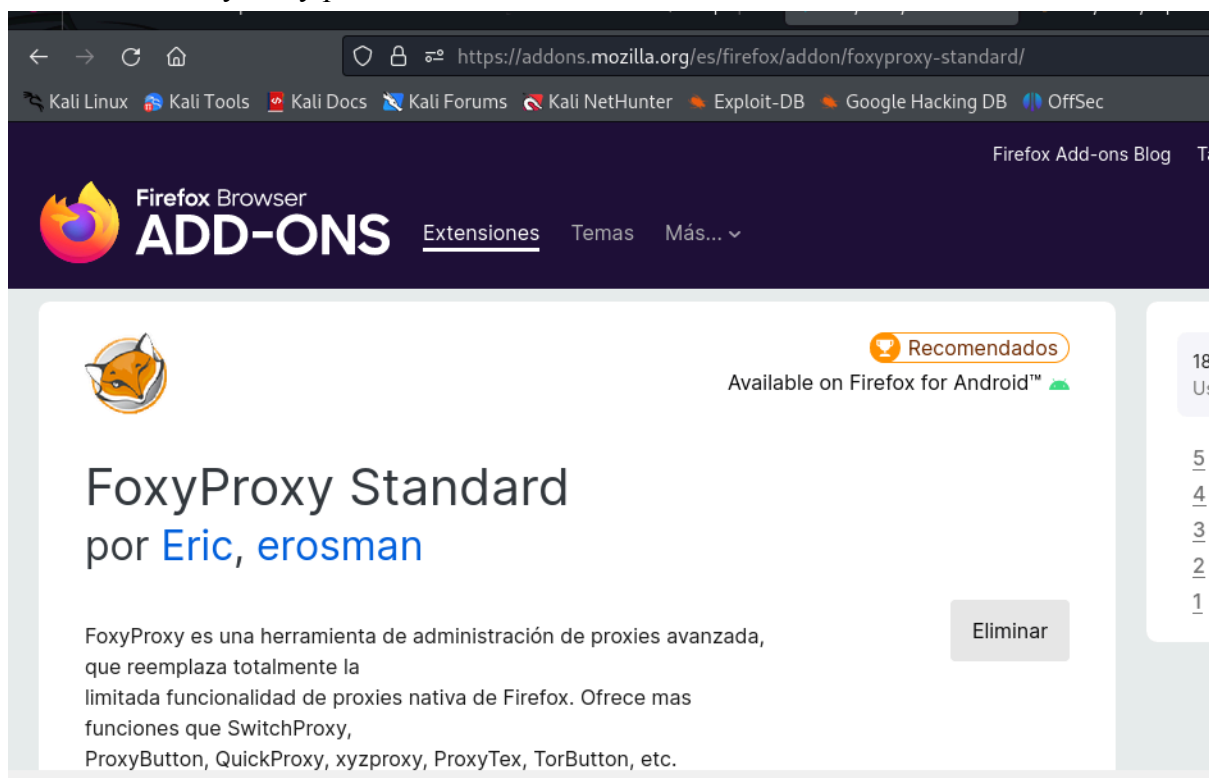 https://addons.mozilla.org/es/firefox/addon/foxyproxy-standard/
Kali Linux Kali Tools Kali Docs Kali Forums Kali NetHunter Exploit-DB Google Hacking DB OffSec
Firefox Add-ons Blog
Firefox Browser
ADD-ONS Extensiones Temas Más...
Recomendados
Available on Firefox for Android™
18
FoxyProxy Standard
por Eric, erosman
5
4
3
2
1
Eliminar
FoxyProxy es una herramienta de administración de proxies avanzada,
que reemplaza totalmente la
limitada funcionalidad de proxies nativa de Firefox. Ofrece mas
funciones que SwitchProxy,
ProxyButton, QuickProxy, xyzproxy, ProxyTex, TorButton, etc.